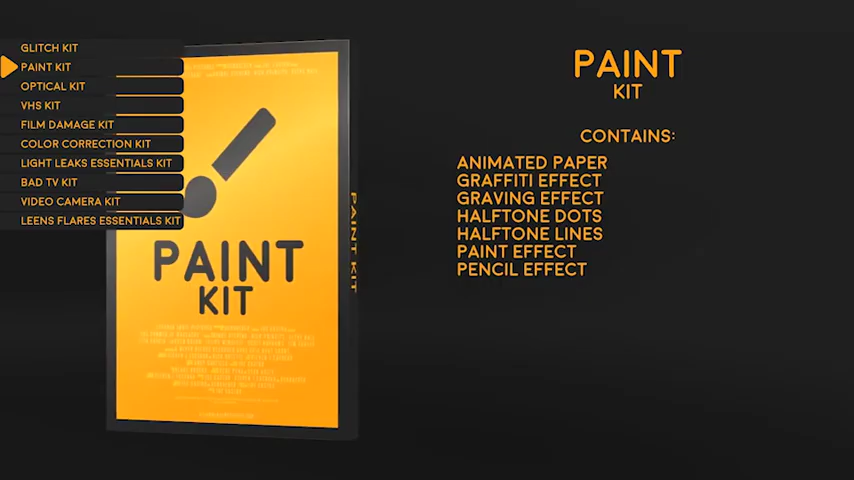 GLITCH KIT
PAINT KIT
OPTICAL KIT
VHS KIT
FILM DAMAGE KIT
COLOR CORRECTION KIT
LIGHT LEAKS ESSENTIALS KIT
BAD TV KIT
VIDEO CAMERA KIT
LEENS FLARES ESSENTIALS KIT
PAINT
KIT
PAINT KIT
PAINT
KIT
CONTAINS:
ANIMATED PAPER
GRAFFITI EFFECT
GRAVING EFFECT
HALFTONE DOTS
HALFTONE LINES
PAINT EFFECT
PENCIL EFFECT